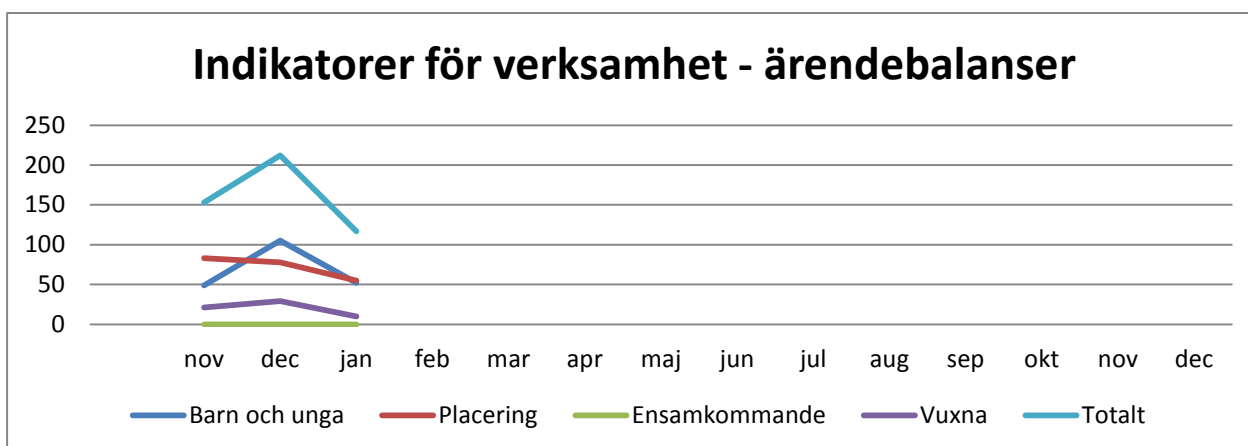 Indikatorer för verksamhet - ärendebalanser
250
200
150
100
50
0
nov dec jan feb mar apr maj jun jul aug sep okt nov dec
Barn och unga Placering Ensamkommande Vuxna Totalt